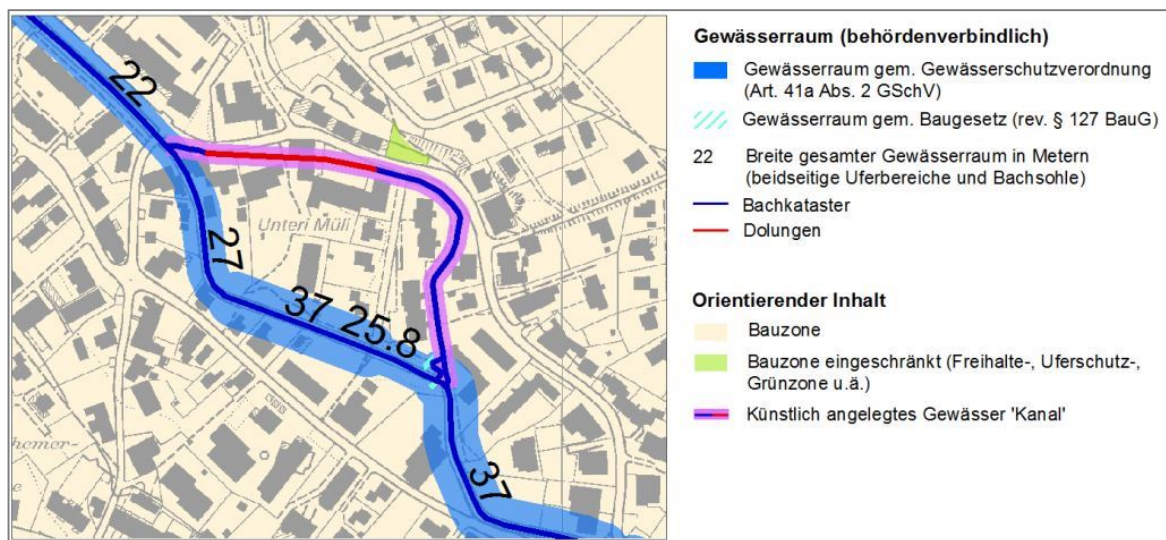 22
27
37 25.8
37
Unteri Müli
hemer-
Gewässerraum (behördenverbindlich)
Gewässerraum gem. Gewässerschutzverordnung
(Art. 41a Abs. 2 GSchV)
Gewässerraum gem. Baugesetz (rev. § 127 BauG)
22 Breite gesamter Gewässerraum in Metern
(beidseitige Uferbereiche und Bachsohle)
Bachkataster
Dolungen
Orientierender Inhalt
Bauzone
Bauzone eingeschränkt (Freihalte-, Uferschutz-,
Grünzone u.ä.)
Künstlich angelegtes Gewässer 'Kanal'